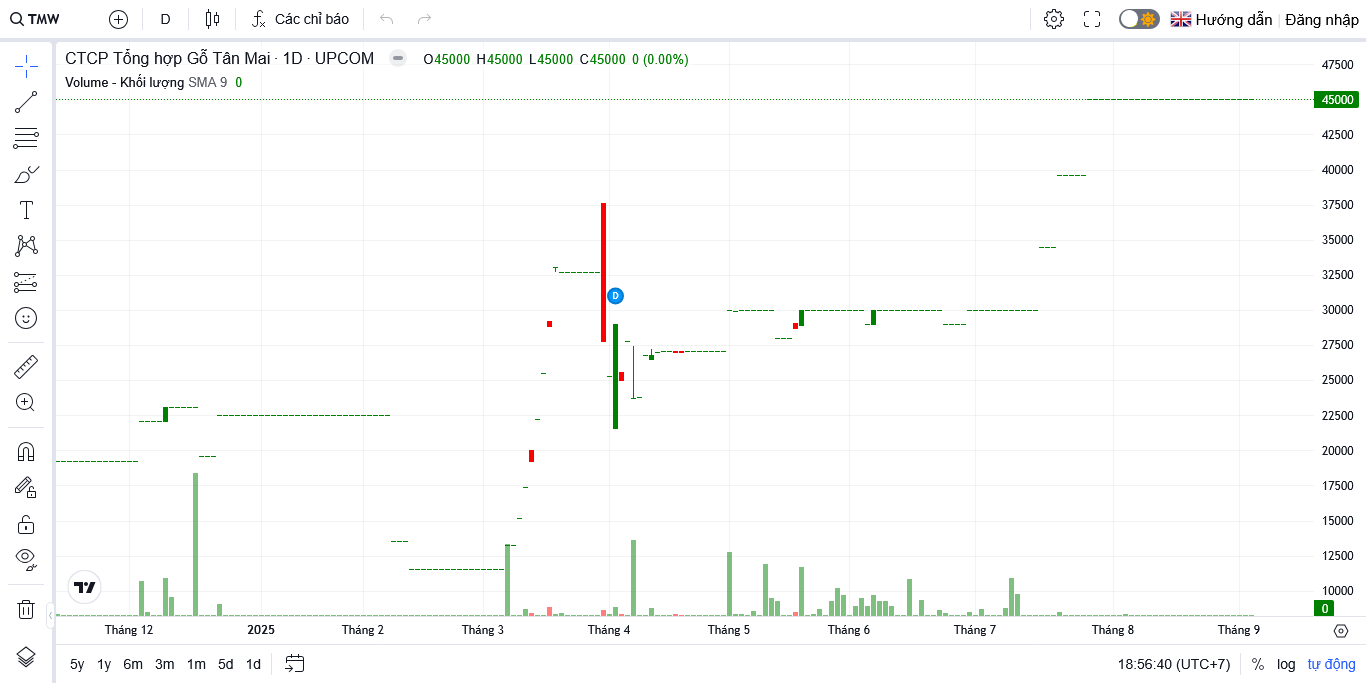 TMW D Các chỉ báo Hướng dẫn Đăng nhập
CTCP Tổng hợp Gỗ Tân Mai · 1D · UPCOM O45000 H45000 L45000 C45000 0 (0.00%)
Volume - Khối lượng SMA 9 0
47500
45000
42500
40000
37500
35000
32500
D
30000
27500
25000
22500
20000
17500
15000
12500
10000
0
Tháng 12 2025 Tháng 2 Tháng 3 Tháng 4 Tháng 5 Tháng 6 Tháng 7 Tháng 8 Tháng 9
5y 1y 6m 3m 1m 5d 1d 18:56:40 (UTC+7) % log tự động